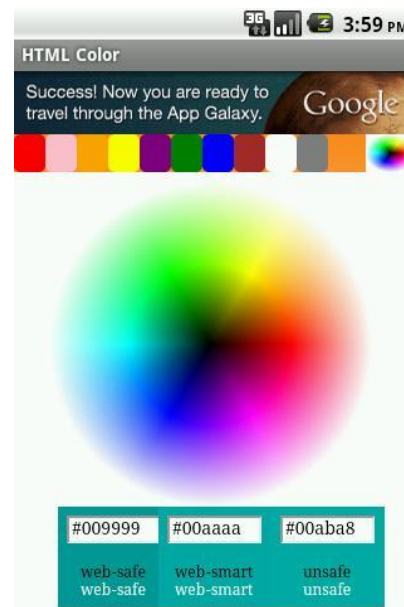 3G 3:59 PM
HTML Color
Success! Now you are ready to
travel through the App Galaxy.
Google
#009999 #00aaaa #00aba8
web-safe web-smart unsafe
web-safe web-smart unsafe